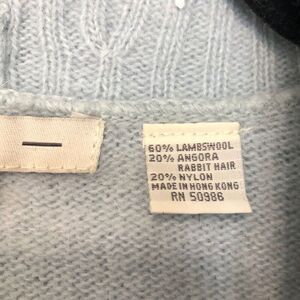 60% LAMBSWOOL
20% ANGORA
RABBIT HAIR
20% NYLON
MADE IN HONG KONG
RN 50986